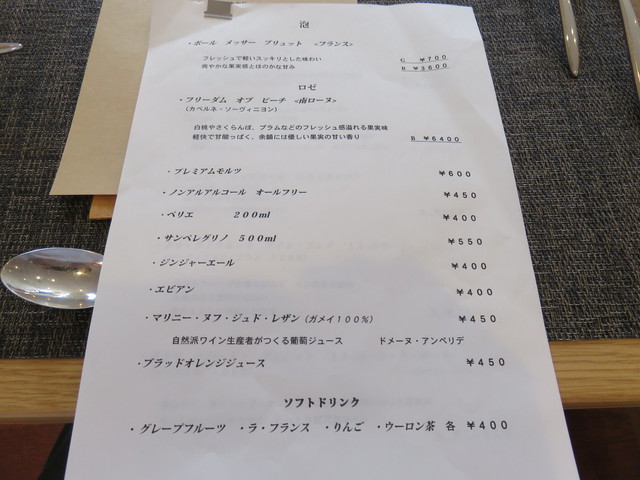 泡
・ポール　メッサー　ブリュット　<フランス>
フレッシュで軽いスッキリとした味わい　G　￥700
爽やかな果実感とほのかな甘み　B　￥3600
ロゼ
・フリーダム　オブ　ピーチ　<南ローヌ>
（カベルネ・ソーヴィニヨン）
白桃やさくらんぼ、プラムなどのフレッシュ感溢れる果実味
軽快で甘酸っぱく、余韻には優しい果実の甘い香り　B　￥6400
・プレミアムモルツ　￥600
・ノンアルアルコール　オールフリー　￥450
・ペリエ　200ml　￥400
・サンペレグリノ　500ml　￥550
・ジンジャーエール　￥400
・エビアン　￥400
・マリニー・ヌフ・ジュド・レザン（ガメイ100％）　￥450
自然派ワイン生産者がつくる葡萄ジュース　ドメーヌ・アンペリデ
・ブラッドオレンジジュース　￥450
ソフトドリンク
・グレープフルーツ　・ラ・フランス　・りんご　・ウーロン茶　各　￥400